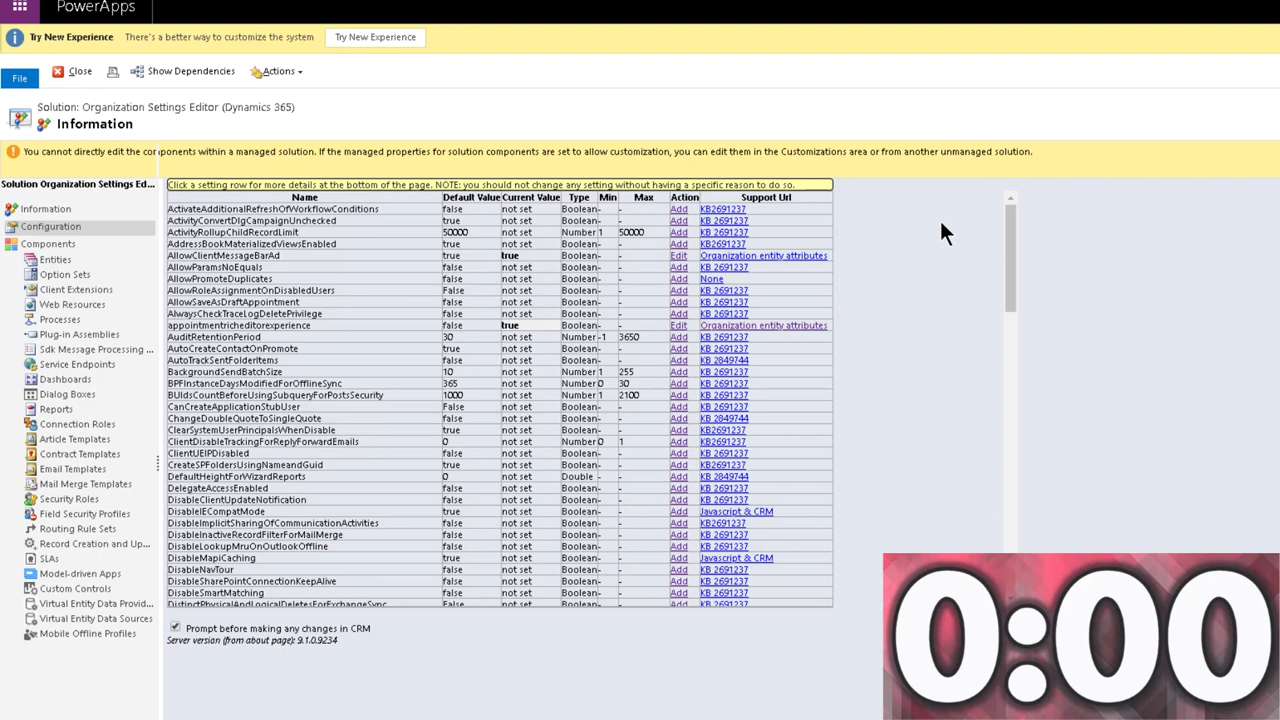 PowerApps
Try New Experience There's a better way to customize the system Try New Experience
File Close Show Dependencies Actions
Solution: Organization Settings Editor (Dynamics 365)
Information
You cannot directly edit the components within a managed solution. If the managed properties for solution components are set to allow customization, you can edit them in the Customizations area or from another unmanaged solution.
Solution Organization Settings Ed...
Information
Configuration
Components
Entities
Option Sets
Client Extensions
Web Resources
Processes
Plug-in Assemblies
Sdk Message Processing ...
Service Endpoints
Dashboards
Dialog Boxes
Reports
Connection Roles
Article Templates
Contract Templates
Email Templates
Mail Merge Templates
Security Roles
Field Security Profiles
Routing Rule Sets
Record Creation and Up...
SLAs
Model-driven Apps
Custom Controls
Virtual Entity Data Provid...
Virtual Entity Data Sources
Mobile Offline Profiles
Click a setting row for more details at the bottom of the page. NOTE: you should not change any setting without having a specific reason to do so.
Name Default Value Current Value Type Min Max Action Support Url
ActivateAdditionalRefreshOfWorkflowConditions false not set Boolean - - Add KB2691237
ActivityConvertDlgCampaignUnchecked true not set Boolean - - Add KB 2691237
ActivityRollupChildRecordLimit 50000 not set Number 1 50000 Add KB 2691237
AddressBookMaterializedViewsEnabled true not set Boolean - - Add KB2691237
AllowClientMessageBarAd true true Boolean - - Edit Organization entity attributes
AllowParamsNoEquals false not set Boolean - - Add KB 2691237
AllowPromoteDuplicates false not set Boolean - - Add None
AllowRoleAssignmentOnDisabledUsers False not set Boolean - - Add KB 2691237
AllowSaveAsDraftAppointment false not set Boolean - - Add KB 2691237
AlwaysCheckTraceLogDeletePrivilege false not set Boolean - - Add KB 2691237
appointmentricheditorexperience false true Boolean - - Edit Organization entity attributes
AuditRetentionPeriod 30 not set Number -1 3650 Add KB 2691237
AutoCreateContactOnPromote true not set Boolean - - Add KB 2691237
AutoTrackSentFolderItems false not set Boolean - - Add KB 2849744
BackgroundSendBatchSize 10 not set Number 1 255 Add KB 2691237
BPFInstanceDaysModifiedForOfflineSync 365 not set Number 0 30 Add KB 2691237
BUIdsCountBeforeUsingSubqueryForPostsSecurity 1000 not set Number 1 2100 Add KB 2691237
CanCreateApplicationStubUser False not set Boolean - - Add KB 2691237
ChangeDoubleQuoteToSingleQuote false not set Boolean - - Add KB 2849744
ClearSystemUserPrincipalsWhenDisable true not set Boolean - - Add KB2691237
ClientDisableTrackingForReplyForwardEmails 0 not set Number 0 1 Add KB2691237
ClientUEIPDisabled false not set Boolean - - Add KB 2691237
CreateSPFoldersUsingNameandGuid true not set Boolean - - Add KB 2691237
DefaultHeightForWizardReports 0 not set Double - - Add KB 2849744
DelegateAccessEnabled false not set Boolean - - Add KB 2691237
DisableClientUpdateNotification false not set Boolean - - Add KB 2691237
DisableIECompatMode true not set Boolean - - Add Javascript & CRM
DisableImplicitSharingOfCommunicationActivities false not set Boolean - - Add KB2691237
DisableInactiveRecordFilterForMailMerge false not set Boolean - - Add KB 2691237
DisableLookupMruOnOutlookOffline false not set Boolean - - Add KB 2691237
DisableMapiCaching true not set Boolean - - Add Javascript & CRM
DisableNavTour false not set Boolean - - Add KB 2691237
DisableSharePointConnectionKeepAlive false not set Boolean - - Add KB 2691237
DisableSmartMatching false not set Boolean - - Add KB 2691237
DistinctPhysicalAndLogicalDeletesForExchangeSync False not set Boolean - - Add KB 2691237
Prompt before making any changes in CRM
Server version (from about page): 9.1.0.9234
0:00